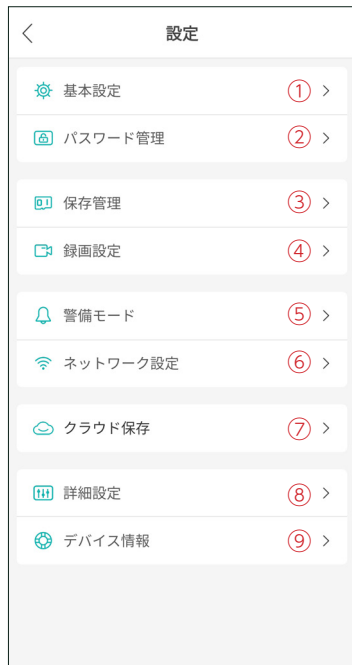 設定
基本設定 ①
パスワード管理 ②
保存管理 ③
録画設定 ④
警備モード ⑤
ネットワーク設定 ⑥
クラウド保存 ⑦
詳細設定 ⑧
デバイス情報 ⑨